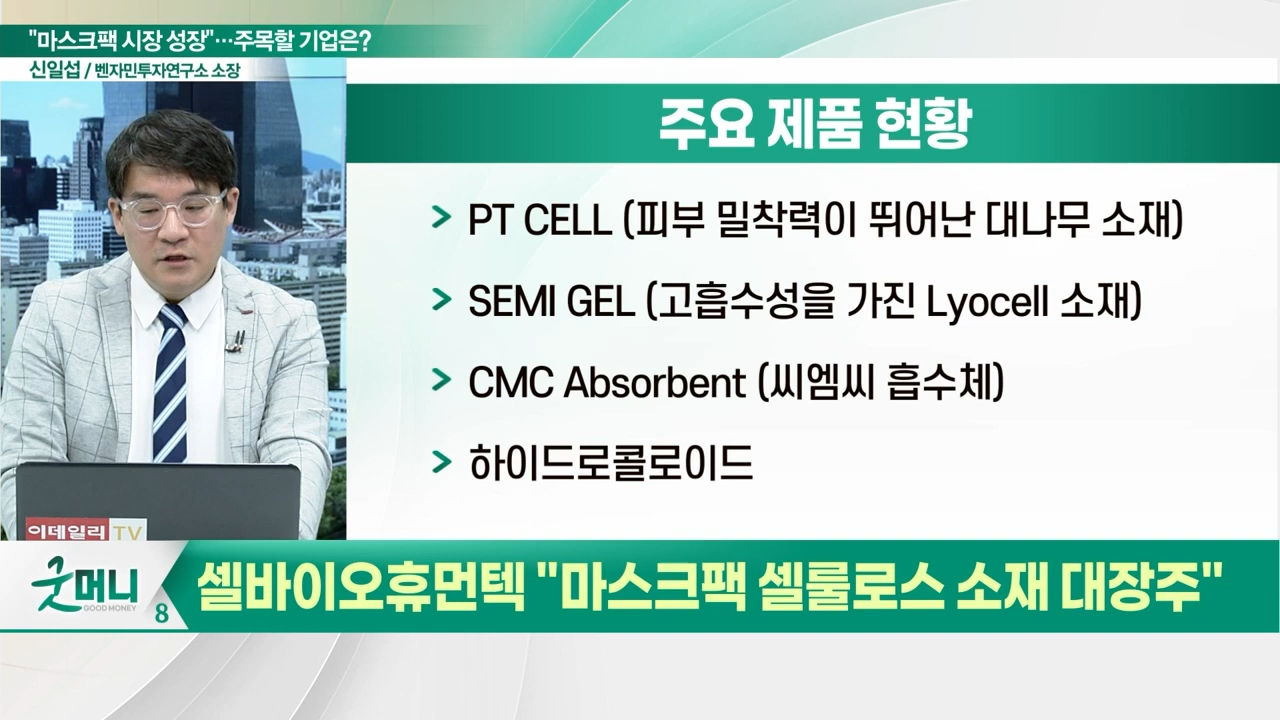 "마스크팩 시장 성장"…주목할 기업은?
신일섭 / 벤자민투자연구소 소장
주요 제품 현황
> PT CELL (피부 밀착력이 뛰어난 대나무 소재)
> SEMI GEL (고흡수성을 가진 Lyocell 소재)
> CMC Absorbent (씨엠씨 흡수체)
> 하이드로콜로이드
이데일리 TV
굿머니
GOOD MONEY
8
셀바이오휴먼텍 "마스크팩 셀룰로스 소재 대장주"